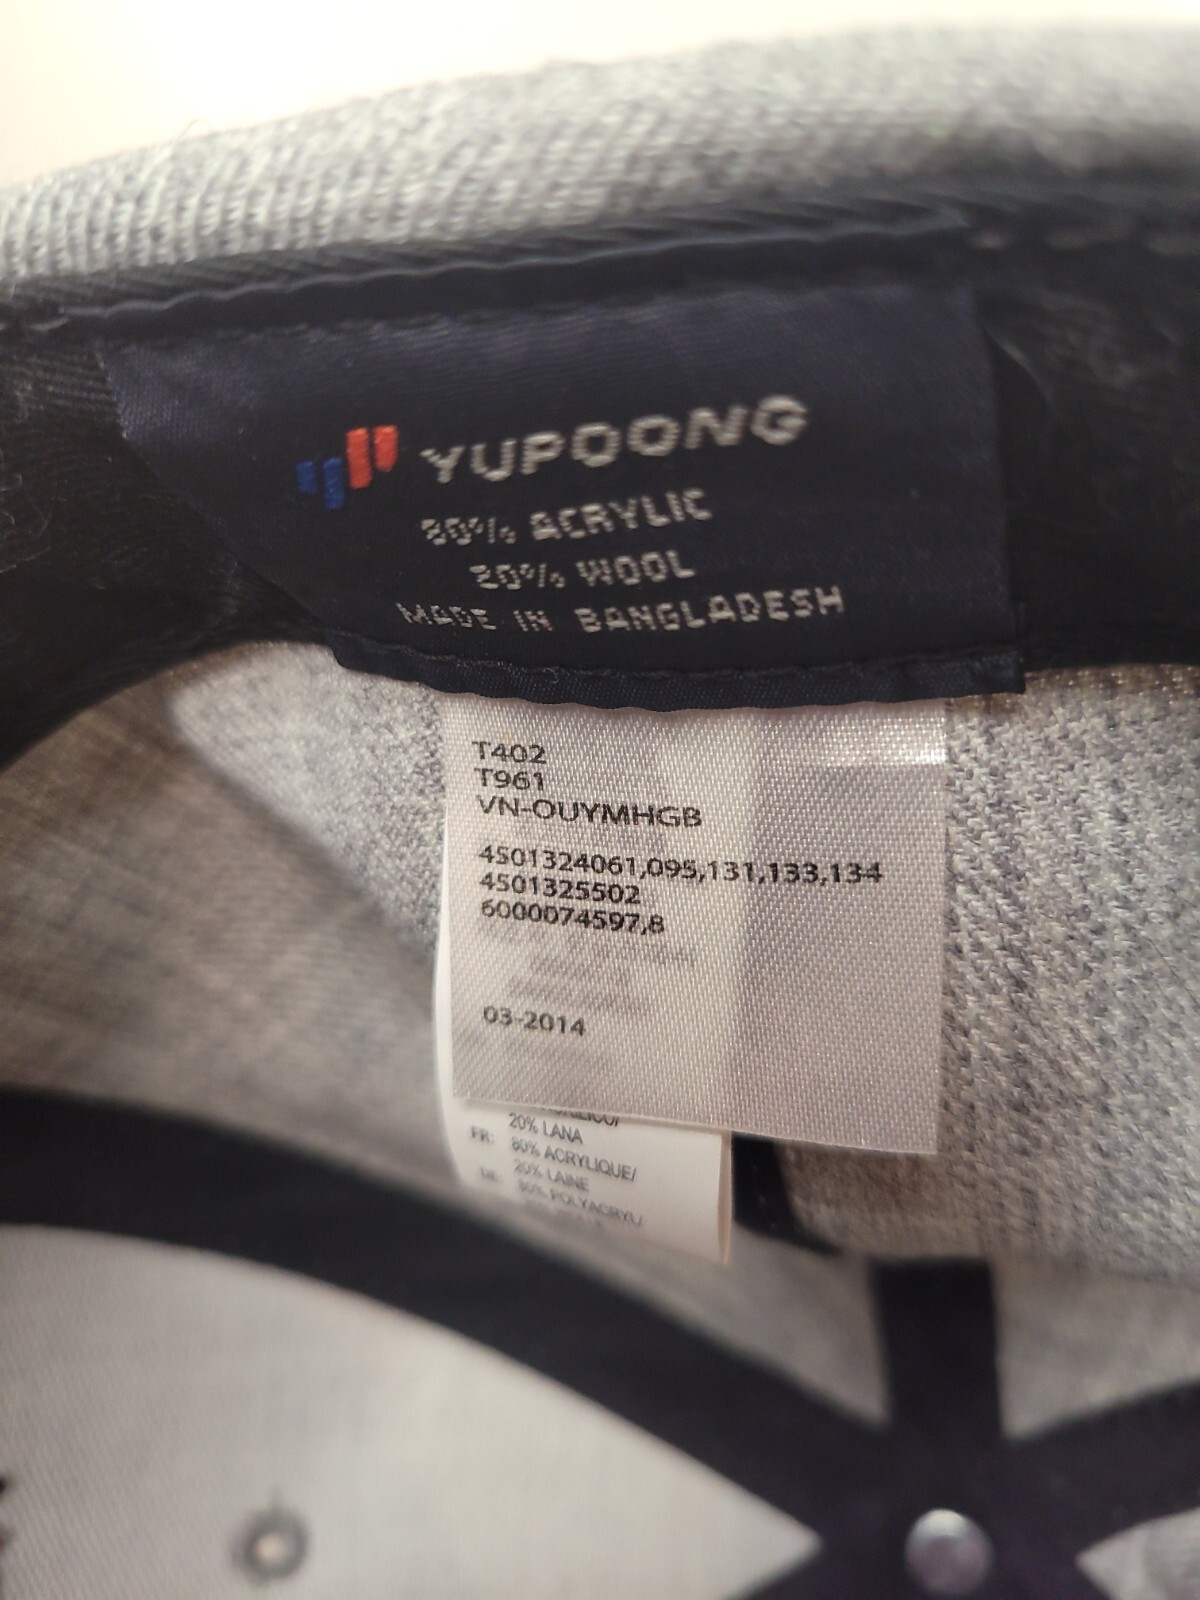 YUPOONG
80% ACRYLIC
20% WOOL
MADE IN BANGLADESH
T402
T961
VN-OUYMHGB
4501324061,095,131,133,134
4501325502
6000074597,8
03-2014
20% LANA
FR: 80% ACRYLIQUE/
20% LAINE
DE: 80% POLYACRYL/